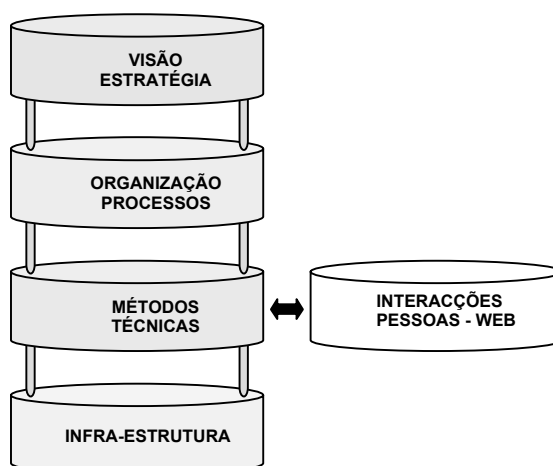 VISÃO
ESTRATÉGIA
ORGANIZAÇÃO
PROCESSOS
MÉTODOS
TÉCNICAS
INTERACÇÕES
PESSOAS - WEB
INFRA-ESTRUTURA